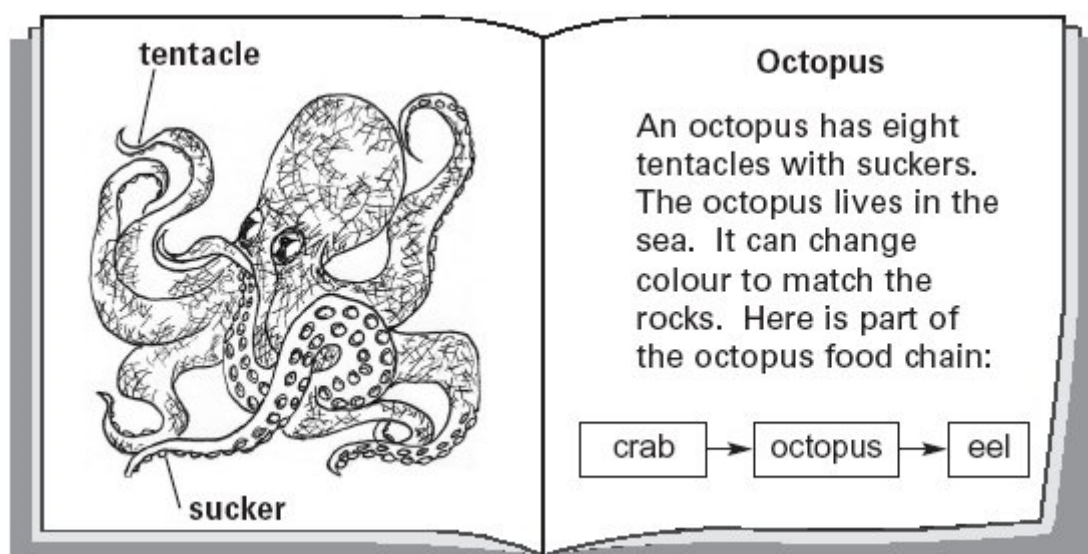 tentacle
sucker
Octopus
An octopus has eight
tentacles with suckers.
The octopus lives in the
sea. It can change
colour to match the
rocks. Here is part of
the octopus food chain:
crab octopus eel